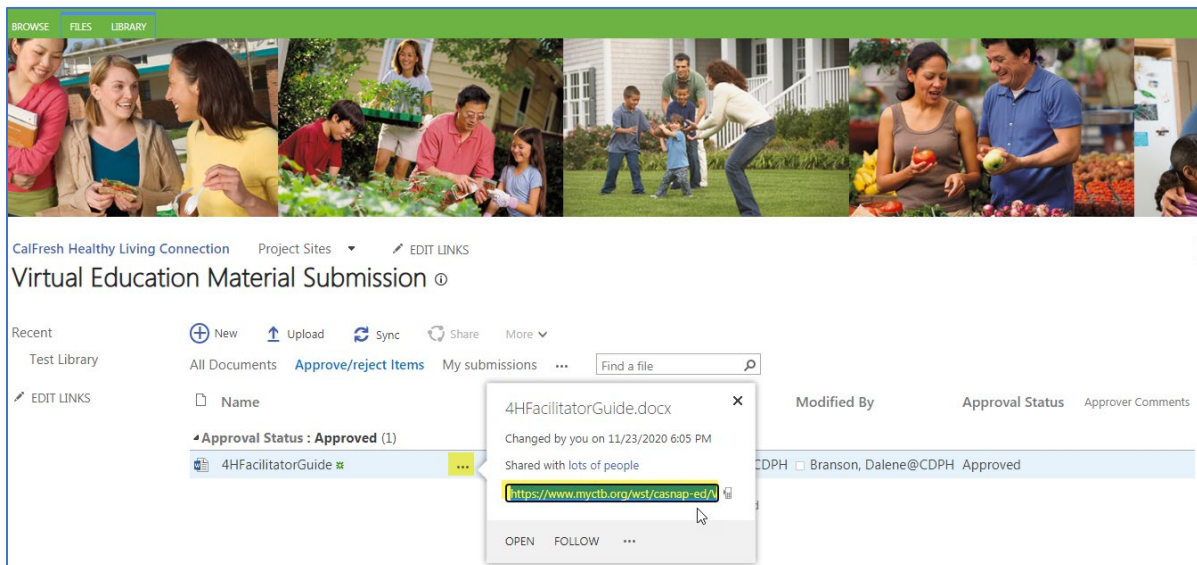 BROWSE FILES LIBRARY
CalFresh Healthy Living Connection Project Sites EDIT LINKS
Virtual Education Material Submission
Recent
Test Library
EDIT LINKS
New Upload Sync Share More
All Documents Approve/reject Items My submissions ... Find a file
Name Modified By Approval Status Approver Comments
Approval Status : Approved (1)
4HFacilitatorGuide ... CDPH Branson, Dalene@CDPH Approved
4HFacilitatorGuide.docx
Changed by you on 11/23/2020 6:05 PM
Shared with lots of people
https://www.myctb.org/wst/casnap-ed/V
OPEN FOLLOW ...